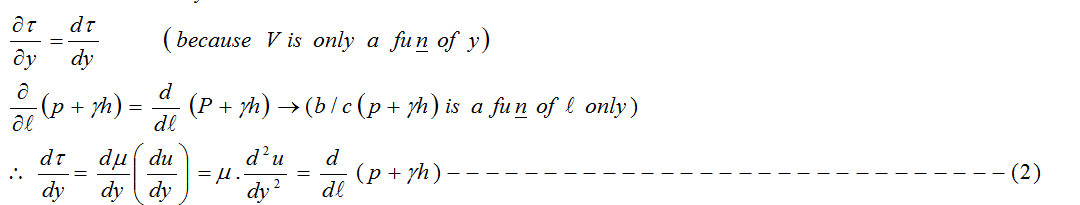 ∂τ/∂y = dτ/dy (because V is only a fun of y)
∂/∂ℓ (p + γh) = d/dℓ (P + γh) → (b / c (p + γh) is a fun of ℓ only)
∴ dτ/dy = dμ/dy (du/dy) = μ . d²u/dy² = d/dℓ (p + γh) – – – – – – – – – – – – – – – – – – – – – – – – – – – – – (2)